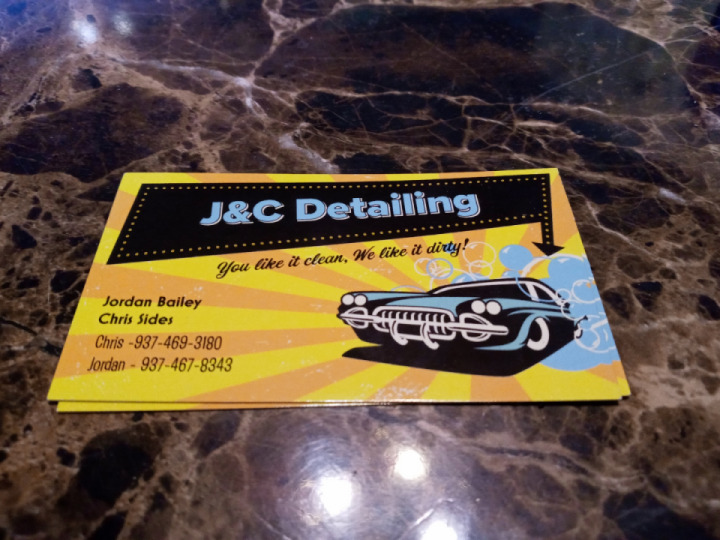 J&C Detailing
You like it clean, We like it dirty!
Jordan Bailey
Chris Sides
Chris -937-469-3180
Jordan - 937-467-8343